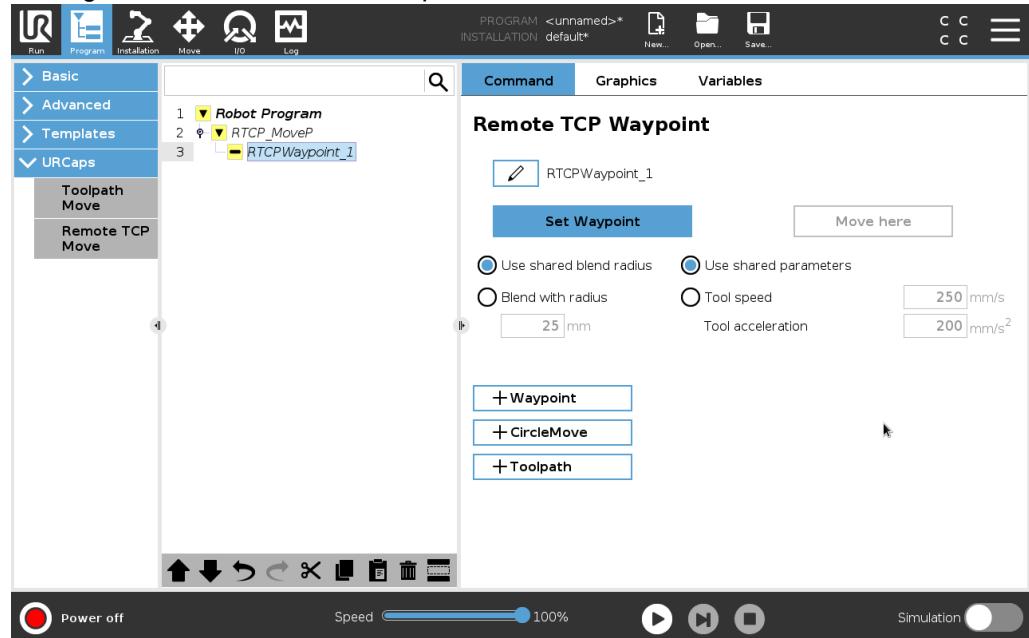 PROGRAM <unnamed>*
INSTALLATION default*
UR
Run
Program
Installation
Move
I/O
Log
New...
Open...
Save...
C C
C C
Basic
Advanced
Templates
URCaps
Toolpath
Move
Remote TCP
Move
1 Robot Program
2 RTCP_MoveP
3 RTCPWaypoint_1
Command
Graphics
Variables
Remote TCP Waypoint
RTCPWaypoint_1
Set Waypoint
Move here
Use shared blend radius
Use shared parameters
Blend with radius
Tool speed
250 mm/s
25 mm
Tool acceleration
200 mm/s²
+Waypoint
+CircleMove
+Toolpath
Power off
Speed
100%
Simulation